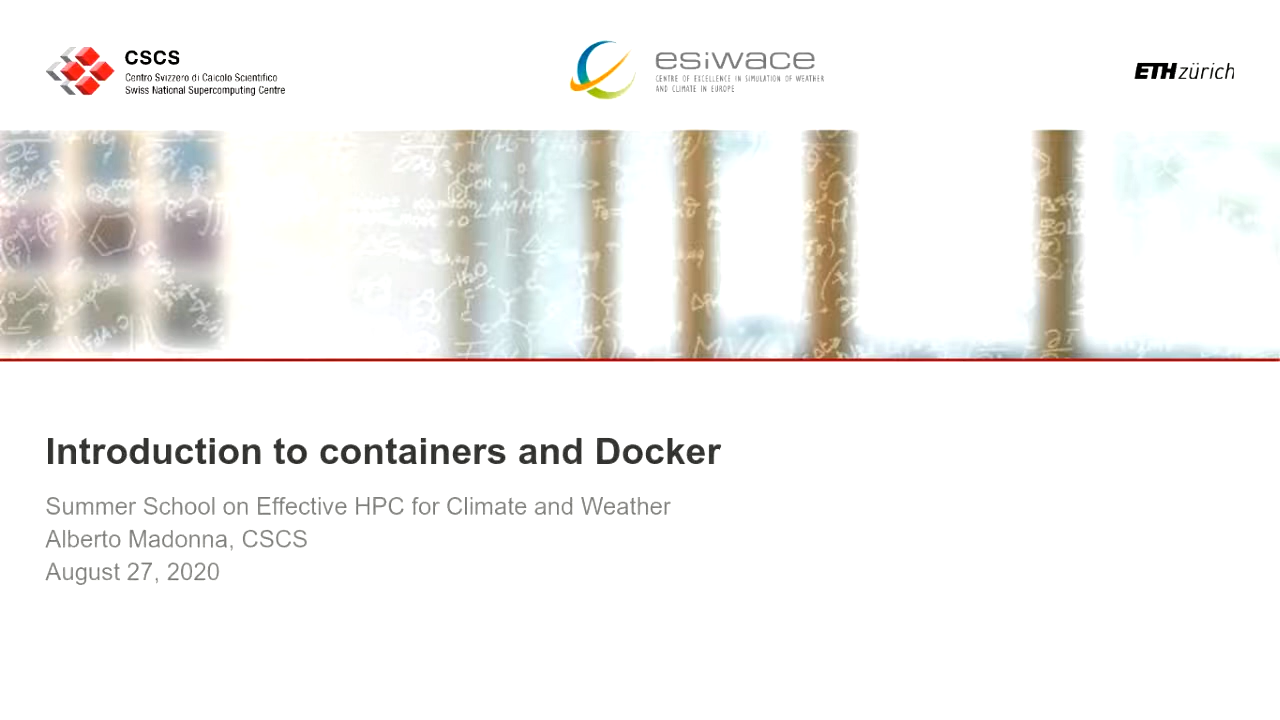 CSCS
Centro Svizzero di Calcolo Scientifico
Swiss National Supercomputing Centre
esiwace
CENTRE OF EXCELLENCE IN SIMULATION OF WEATHER
AND CLIMATE IN EUROPE
ETH zürich
Introduction to containers and Docker
Summer School on Effective HPC for Climate and Weather
Alberto Madonna, CSCS
August 27, 2020